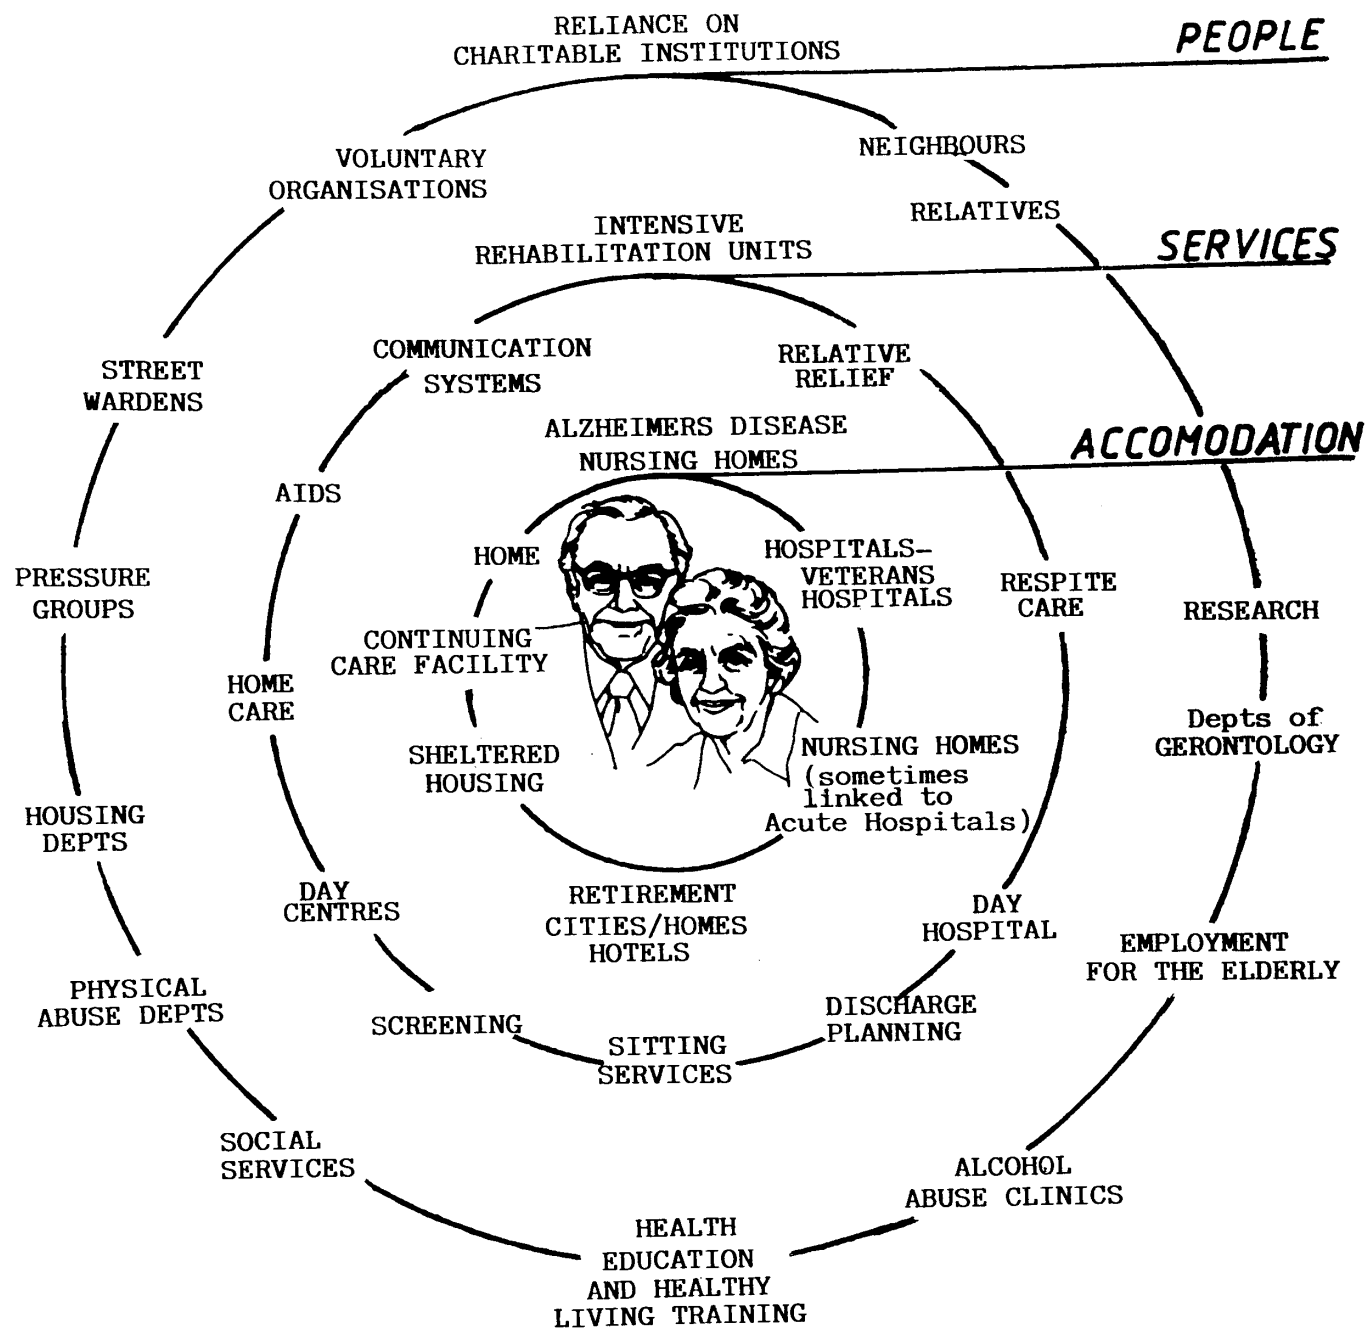 RELIANCE ON
CHARITABLE INSTITUTIONS
PEOPLE
VOLUNTARY
ORGANISATIONS
NEIGHBOURS
RELATIVES
INTENSIVE
REHABILITATION UNITS
SERVICES
COMMUNICATION
SYSTEMS
RELATIVE
RELIEF
STREET
WARDENS
ALZHEIMERS DISEASE
NURSING HOMES
ACCOMODATION
AIDS
HOME
HOSPITALS-
VETERANS
HOSPITALS
PRESSURE
GROUPS
RESPITE
CARE
RESEARCH
CONTINUING
CARE FACILITY
HOME
CARE
Depts of
GERONTOLOGY
SHELTERED
HOUSING
NURSING HOMES
(sometimes
linked to
Acute Hospitals)
HOUSING
DEPTS
DAY
CENTRES
RETIREMENT
CITIES/HOMES
HOTELS
DAY
HOSPITAL
EMPLOYMENT
FOR THE ELDERLY
PHYSICAL
ABUSE DEPTS
SCREENING
SITTING
SERVICES
DISCHARGE
PLANNING
SOCIAL
SERVICES
ALCOHOL
ABUSE CLINICS
HEALTH
EDUCATION
AND HEALTHY
LIVING TRAINING